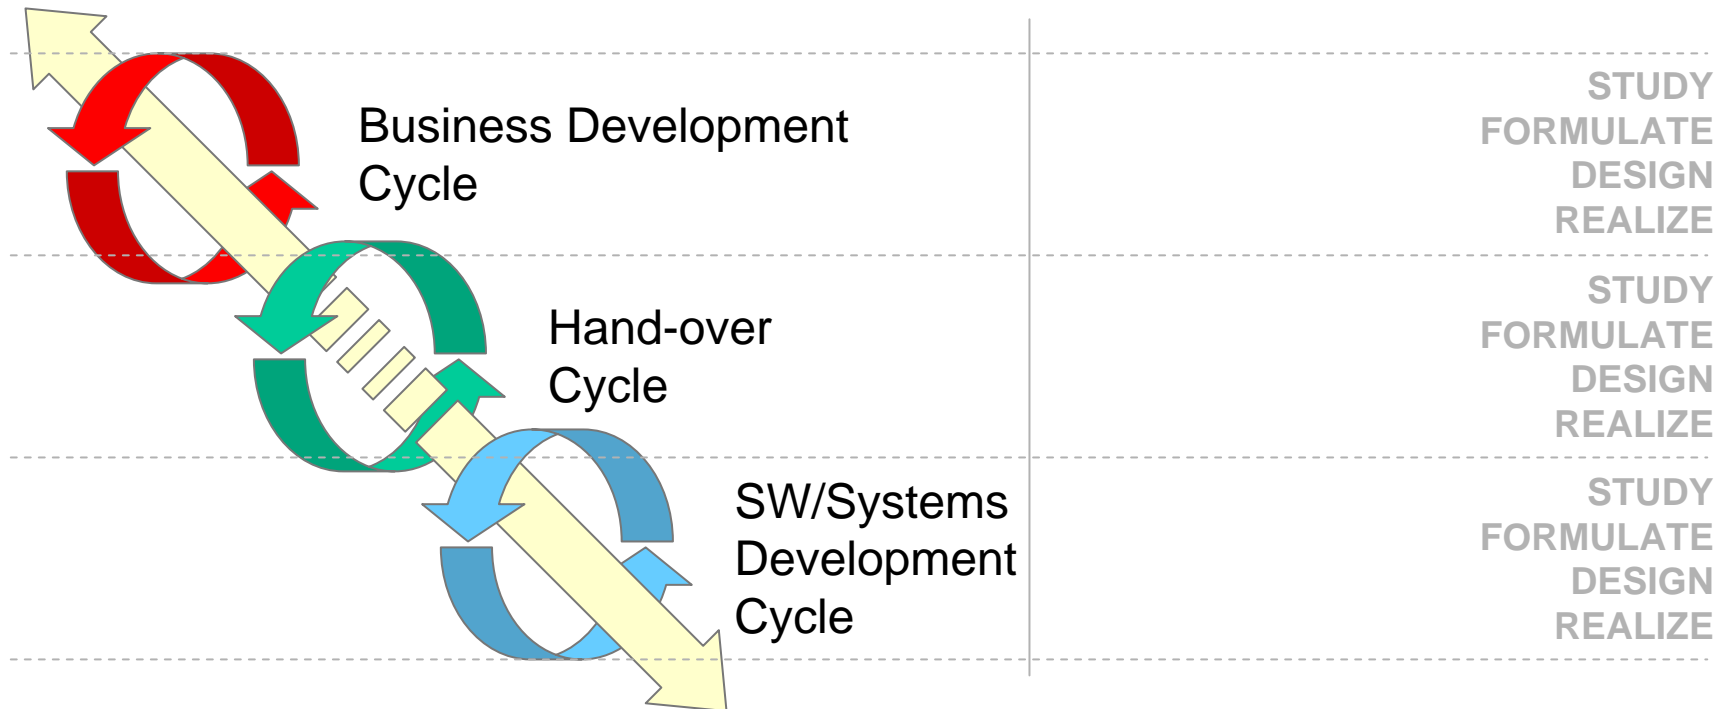 Business Development
Cycle
STUDY
FORMULATE
DESIGN
REALIZE
Hand-over
Cycle
STUDY
FORMULATE
DESIGN
REALIZE
SW/Systems
Development
Cycle
STUDY
FORMULATE
DESIGN
REALIZE